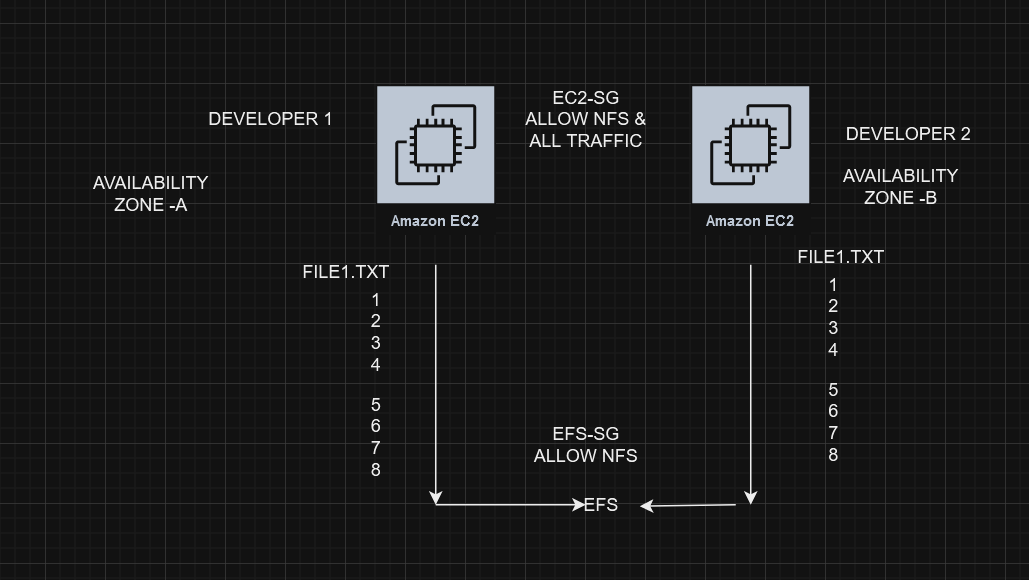 DEVELOPER 1
AVAILABILITY
ZONE -A
Amazon EC2
EC2-SG
ALLOW NFS &
ALL TRAFFIC
Amazon EC2
DEVELOPER 2
AVAILABILITY
ZONE -B
FILE1.TXT
1
2
3
4
5
6
7
8
FILE1.TXT
1
2
3
4
5
6
7
8
EFS-SG
ALLOW NFS
EFS